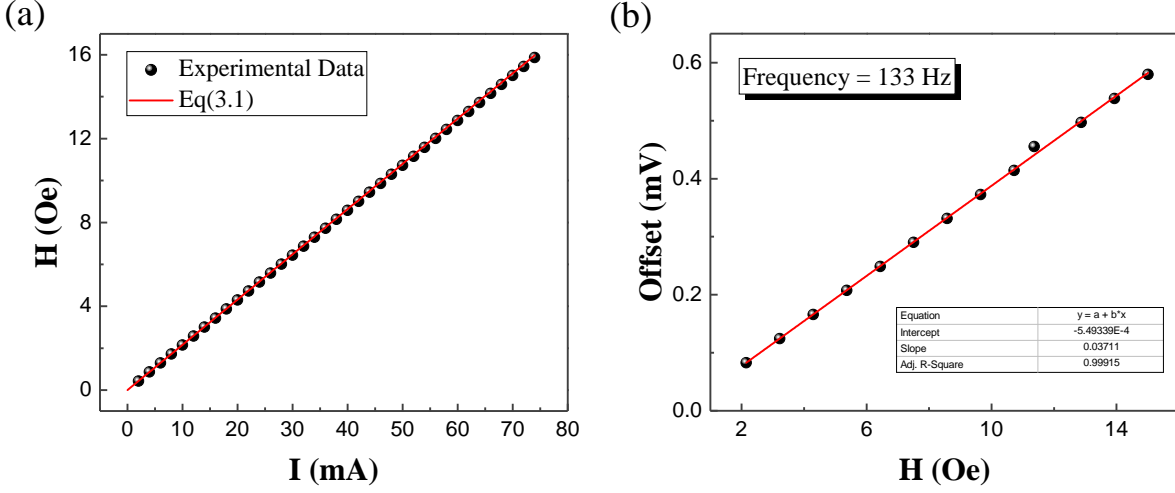 (a)
16
12
8
4
0
H (Oe)
Experimental Data
Eq(3.1)
0 10 20 30 40 50 60 70 80
I (mA)
(b)
0.6
0.4
0.2
0.0
Offset (mV)
Frequency = 133 Hz
Equation y = a + b*x
Intercept -5.49339E-4
Slope 0.03711
Adj. R-Square 0.99915
2 6 10 14
H (Oe)